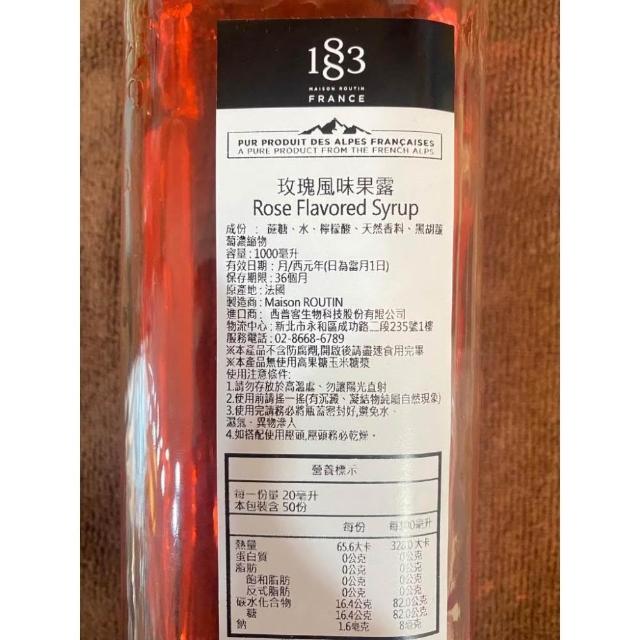 1883
MAISON ROUTIN
FRANCE
PUR PRODUIT DES ALPES FRANÇAISES
A PURE PRODUCT FROM THE FRENCH ALPS
玫瑰風味果露
Rose Flavored Syrup
成份 : 蔗糖、水、檸檬酸、天然香料、黑胡蘿
蔔濃縮物
容量 : 1000毫升
有效日期 : 月/西元年(日為當月1日)
保存期限 : 36個月
原產地 : 法國
製造商 : Maison ROUTIN
進口商 : 西普客生物科技股份有限公司
物流中心 : 新北市永和區成功路二段235號1樓
服務電話 : 02-8668-6789
※本產品不含防腐劑,開啟後請盡速食用完畢
※本產品無使用高果糖玉米糖漿
使用注意條件:
1.請勿存放於高溫處、勿讓陽光直射
2.使用前請搖一搖(有沉澱、凝結物純屬自然現象)
3.使用完請務必將瓶蓋密封好,避免水、
濕氣、異物滲入
4.如搭配使用壓頭,壓頭務必乾燥。
營養標示
每一份量 20毫升
本包裝含 50份
每份 每100毫升
熱量 65.6大卡 328.0大卡
蛋白質 0公克 0公克
脂肪 0公克 0公克
飽和脂肪 0公克 0公克
反式脂肪 0公克 0公克
碳水化合物 16.4公克 82.0公克
糖 16.4公克 82.0公克
鈉 1.6毫克 8毫克